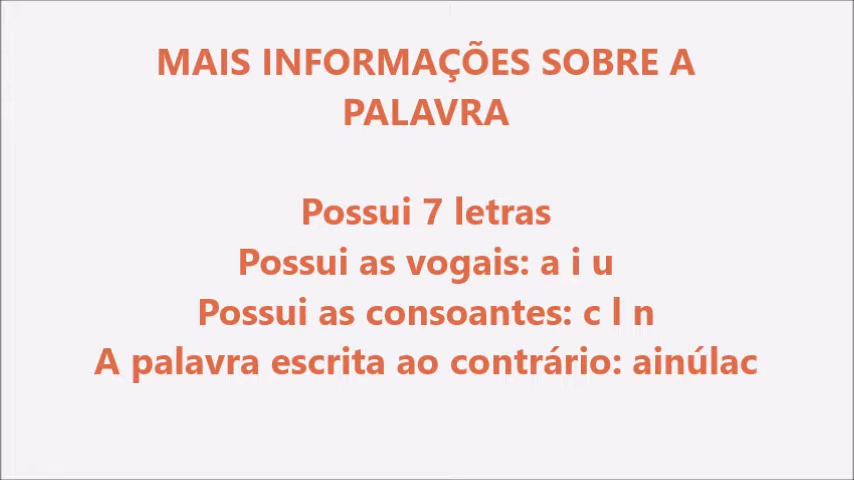 MAIS INFORMAÇÕES SOBRE A
PALAVRA
Possui 7 letras
Possui as vogais: a i u
Possui as consoantes: c l n
A palavra escrita ao contrário: ainúlac